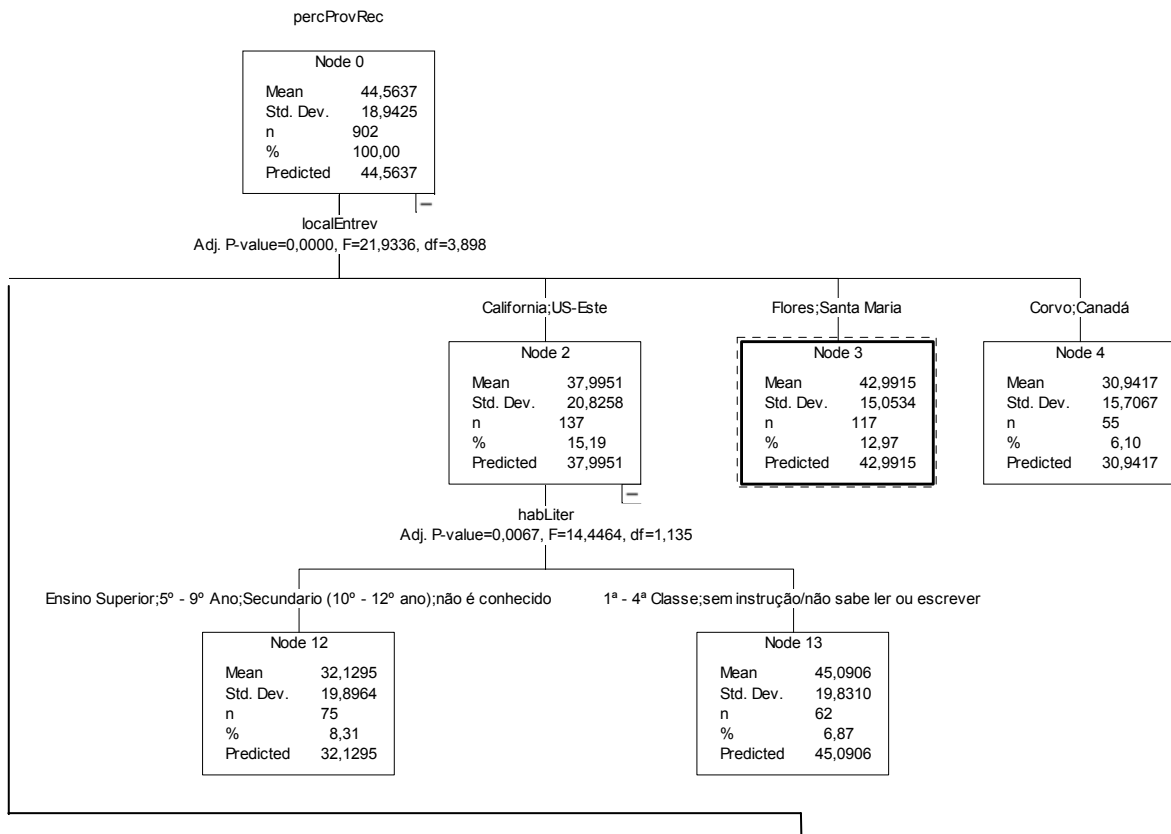 percProvRec
Node 0
Mean 44,5637
Std. Dev. 18,9425
n 902
% 100,00
Predicted 44,5637
localEntrev
Adj. P-value=0,0000, F=21,9336, df=3,898
California;US-Este
Node 2
Mean 37,9951
Std. Dev. 20,8258
n 137
% 15,19
Predicted 37,9951
Flores;Santa Maria
Node 3
Mean 42,9915
Std. Dev. 15,0534
n 117
% 12,97
Predicted 42,9915
Corvo;Canadá
Node 4
Mean 30,9417
Std. Dev. 15,7067
n 55
% 6,10
Predicted 30,9417
habLiter
Adj. P-value=0,0067, F=14,4464, df=1,135
Ensino Superior;5º - 9º Ano;Secundario (10º - 12º ano);não é conhecido
Node 12
Mean 32,1295
Std. Dev. 19,8964
n 75
% 8,31
Predicted 32,1295
1ª - 4ª Classe;sem instrução/não sabe ler ou escrever
Node 13
Mean 45,0906
Std. Dev. 19,8310
n 62
% 6,87
Predicted 45,0906